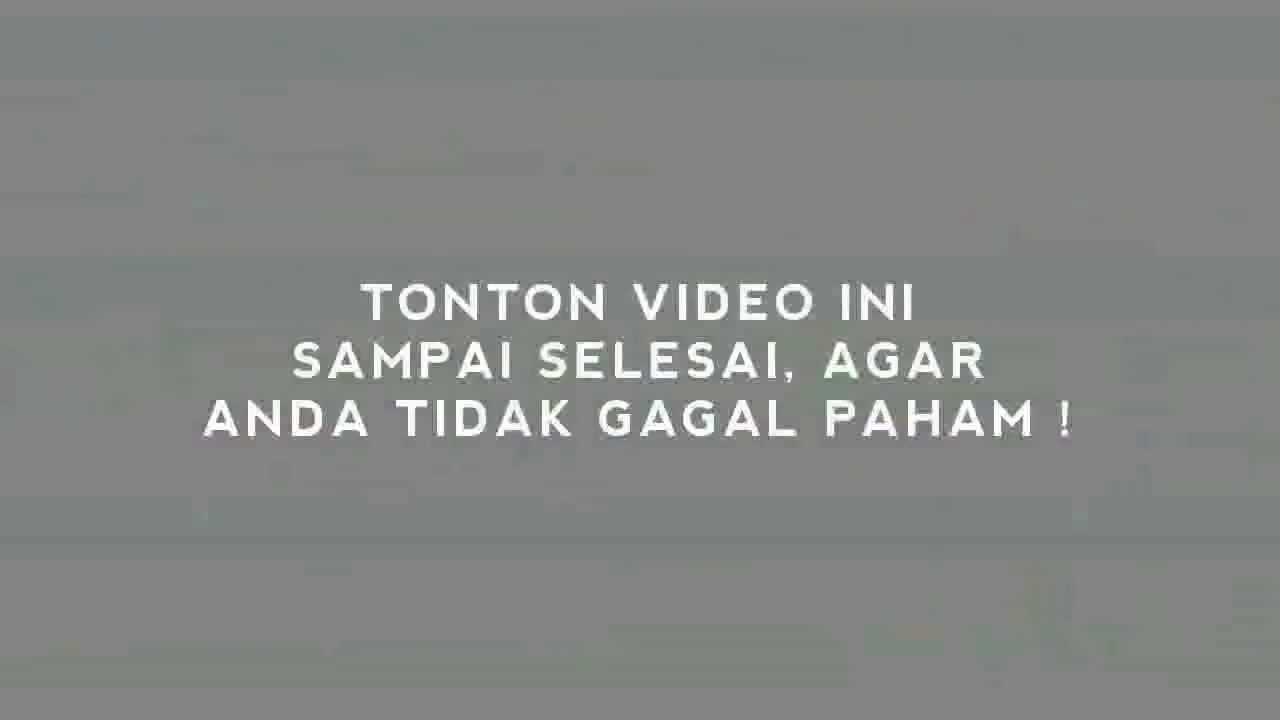 TONTON VIDEO INI
SAMPAI SELESAI, AGAR
ANDA TIDAK GAGAL PAHAM !